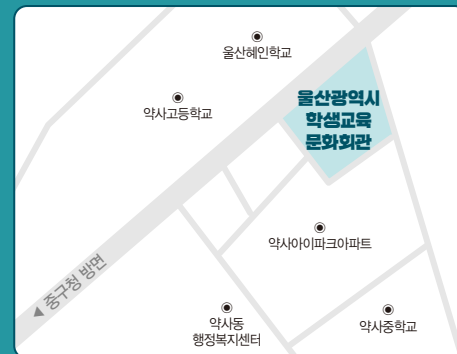 울산혜인학교
약사고등학교
울산광역시
학생교육
문화회관
약사아이파크아파트
▲ 중구청 방면
약사동
행정복지센터
약사중학교